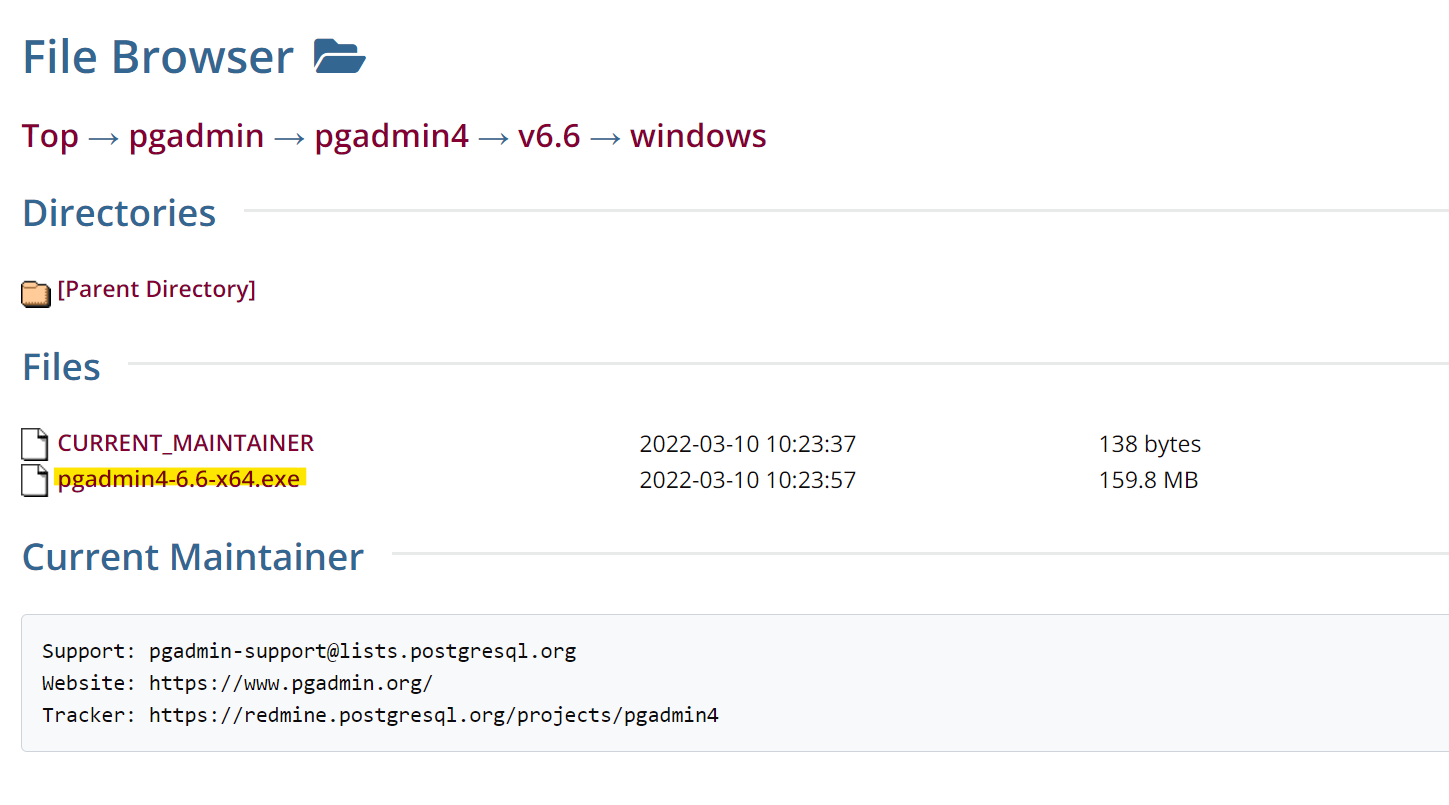 File Browser
Top → pgadmin → pgadmin4 → v6.6 → windows
Directories
[Parent Directory]
Files
CURRENT_MAINTAINER 2022-03-10 10:23:37 138 bytes
pgadmin4-6.6-x64.exe 2022-03-10 10:23:57 159.8 MB
Current Maintainer
Support: pgadmin-support@lists.postgresql.org
Website: https://www.pgadmin.org/
Tracker: https://redmine.postgresql.org/projects/pgadmin4